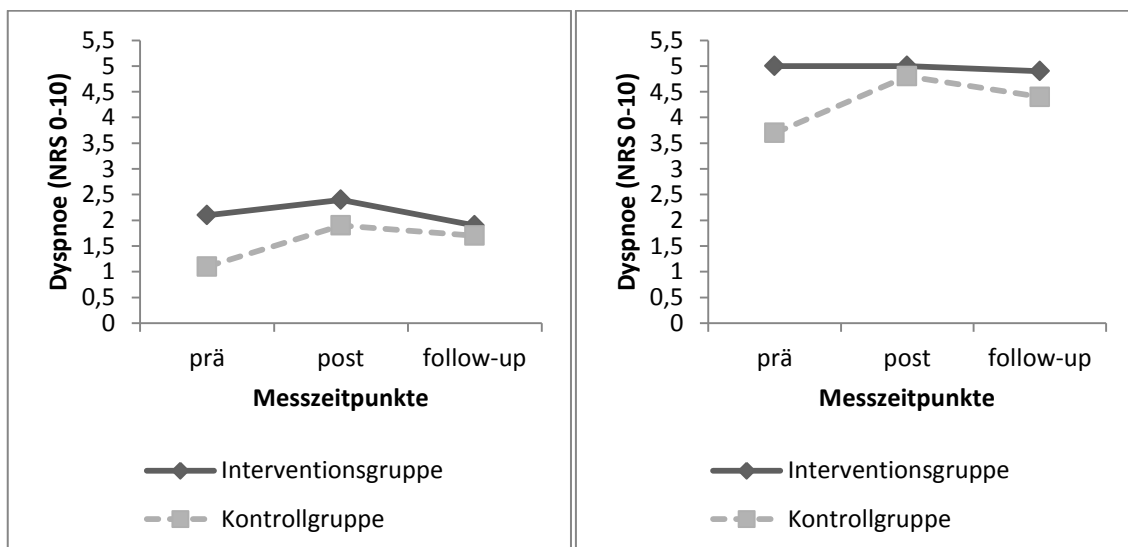 Dyspnoe (NRS 0-10)
5,5
5
4,5
4
3,5
3
2,5
2
1,5
1
0,5
0
prä post follow-up
Messzeitpunkte
Interventionsgruppe
Kontrollgruppe
Dyspnoe (NRS 0-10)
5,5
5
4,5
4
3,5
3
2,5
2
1,5
1
0,5
0
prä post follow-up
Messzeitpunkte
Interventionsgruppe
Kontrollgruppe